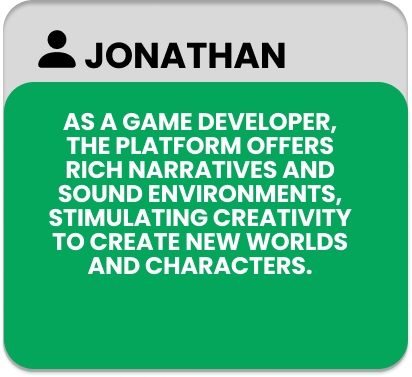 JONATHAN
AS A GAME DEVELOPER,
THE PLATFORM OFFERS
RICH NARRATIVES AND
SOUND ENVIRONMENTS,
STIMULATING CREATIVITY
TO CREATE NEW WORLDS
AND CHARACTERS.